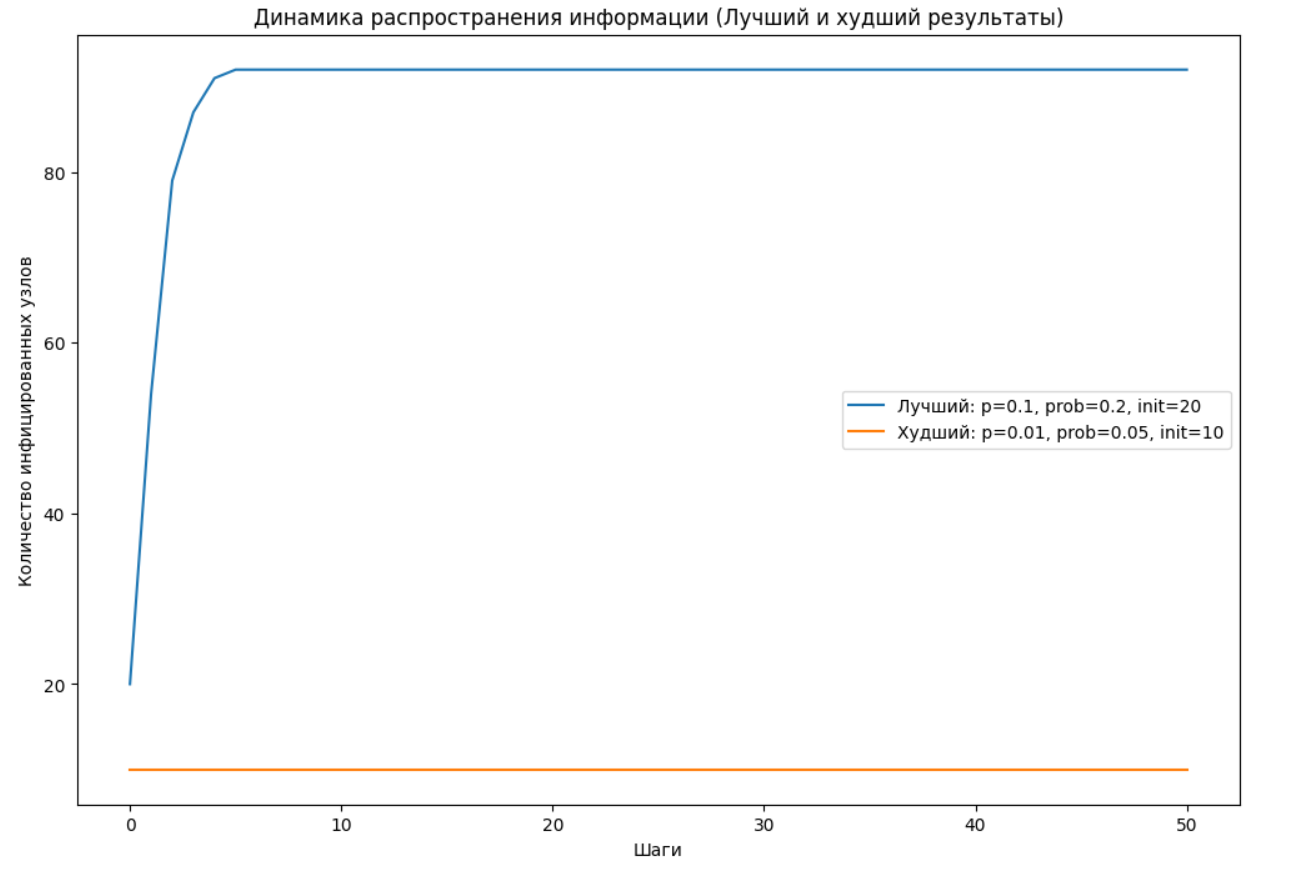 Динамика распространения информации (Лучший и худший результаты)
Количество инфицированных узлов
80
60
40
20
Лучший: p=0.1, prob=0.2, init=20
Худший: p=0.01, prob=0.05, init=10
0 10 20 30 40 50
Шаги